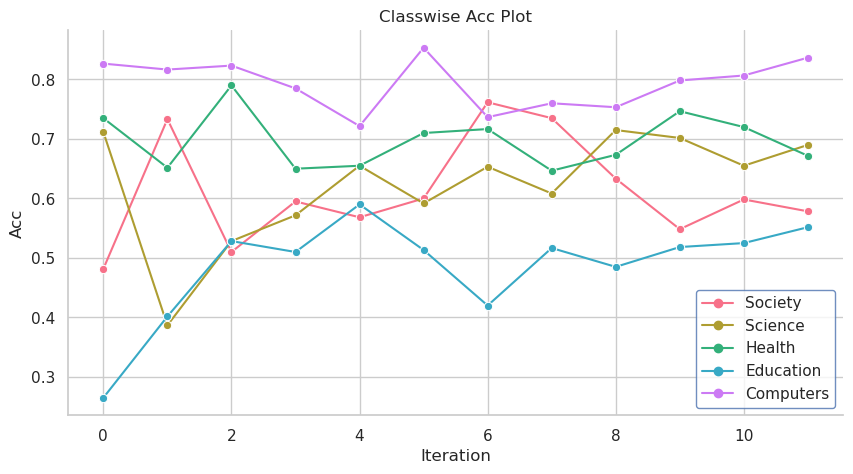 Classwise Acc Plot
Acc
0.8
0.7
0.6
0.5
0.4
0.3
0 2 4 6 8 10
Iteration
Society
Science
Health
Education
Computers